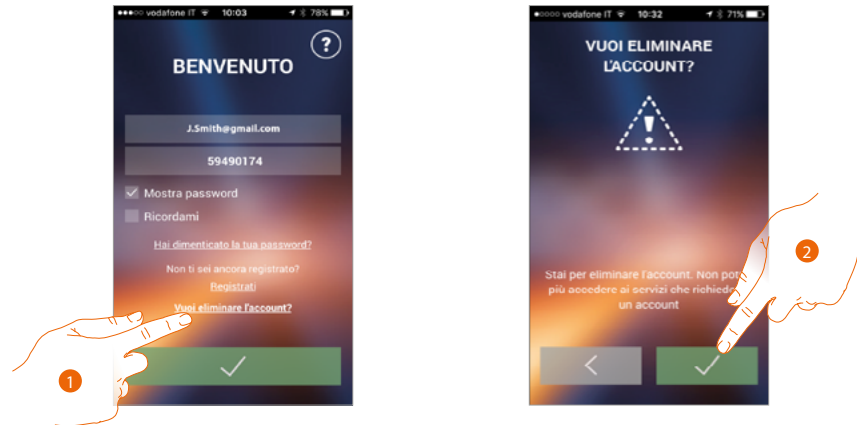 vodafone IT 10:03 78%
?
BENVENUTO
J.Smith@gmail.com
59490174
Mostra password
Ricordami
Hai dimenticato la tua password?
Non ti sei ancora registrato?
Registrati
Vuoi eliminare l'account?
1
vodafone IT 10:32 71%
VUOI ELIMINARE
L'ACCOUNT?
!
Stai per eliminare l'account. Non
più accedere ai servizi che
un account
2